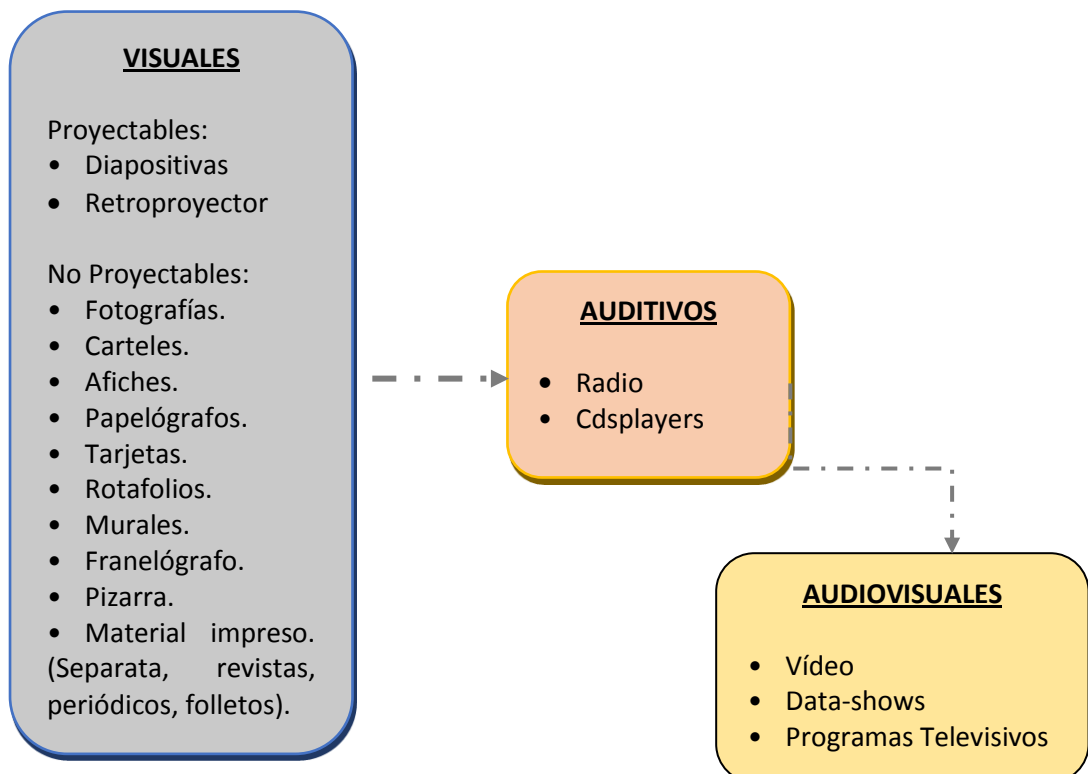 VISUALES
Proyectables:
• Diapositivas
• Retroproyector
No Proyectables:
• Fotografías.
• Carteles.
• Afiches.
• Papelógrafos.
• Tarjetas.
• Rotafolios.
• Murales.
• Franelógrafo.
• Pizarra.
• Material impreso.
(Separata, revistas,
periódicos, folletos).
AUDITIVOS
• Radio
• Cdsplayers
AUDIOVISUALES
• Vídeo
• Data-shows
• Programas Televisivos